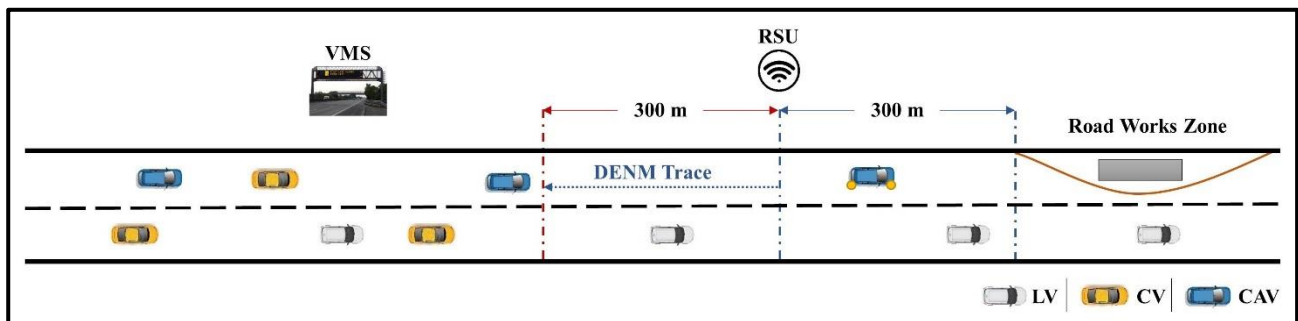 VMS
RSU
300 m
300 m
Road Works Zone
DENM Trace
LV
CV
CAV